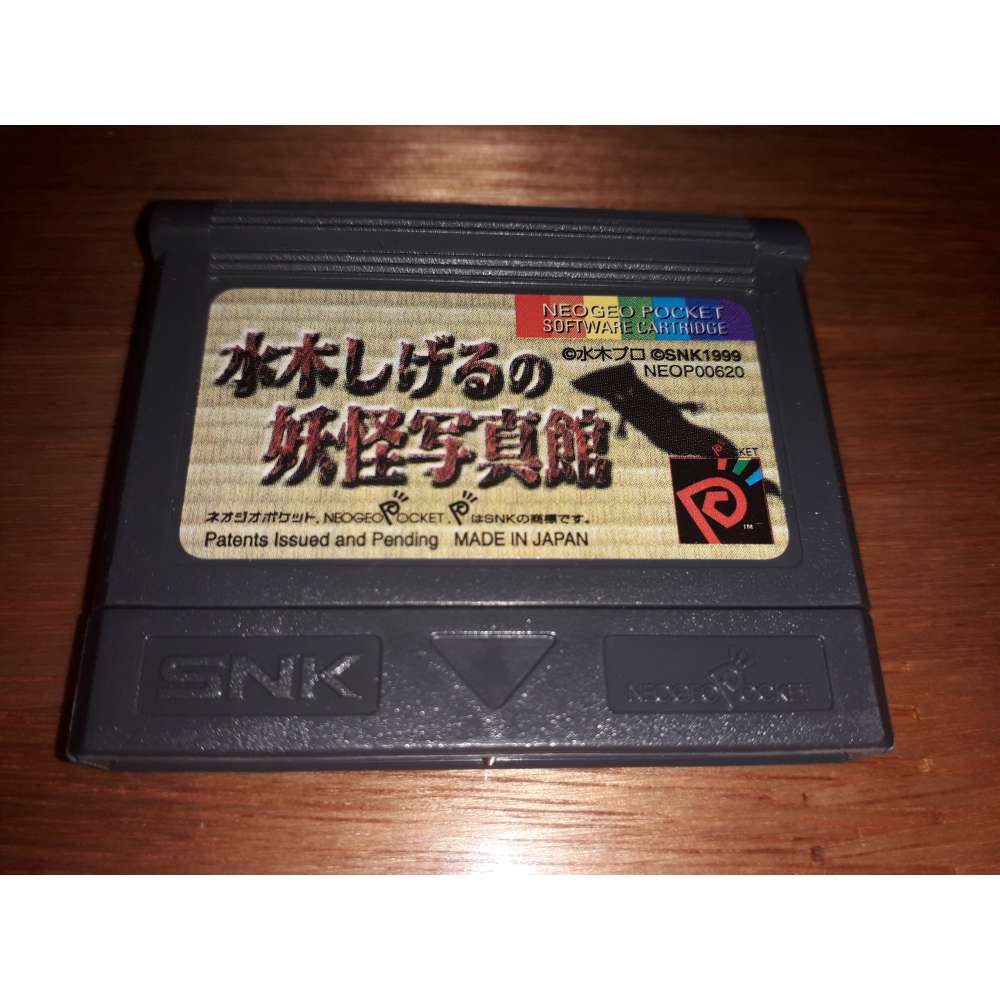 NEOGEO POCKET
SOFTWARE CARTRIDGE
©水木プロ ©SNK1999
NEOP00620
水木しげるの
妖怪写真館
POCKET
TM
ネオジオポケット, NEOGEO POCKET , P はSNKの商標です。
Patents Issued and Pending MADE IN JAPAN
SNK
NEOGEO POCKET